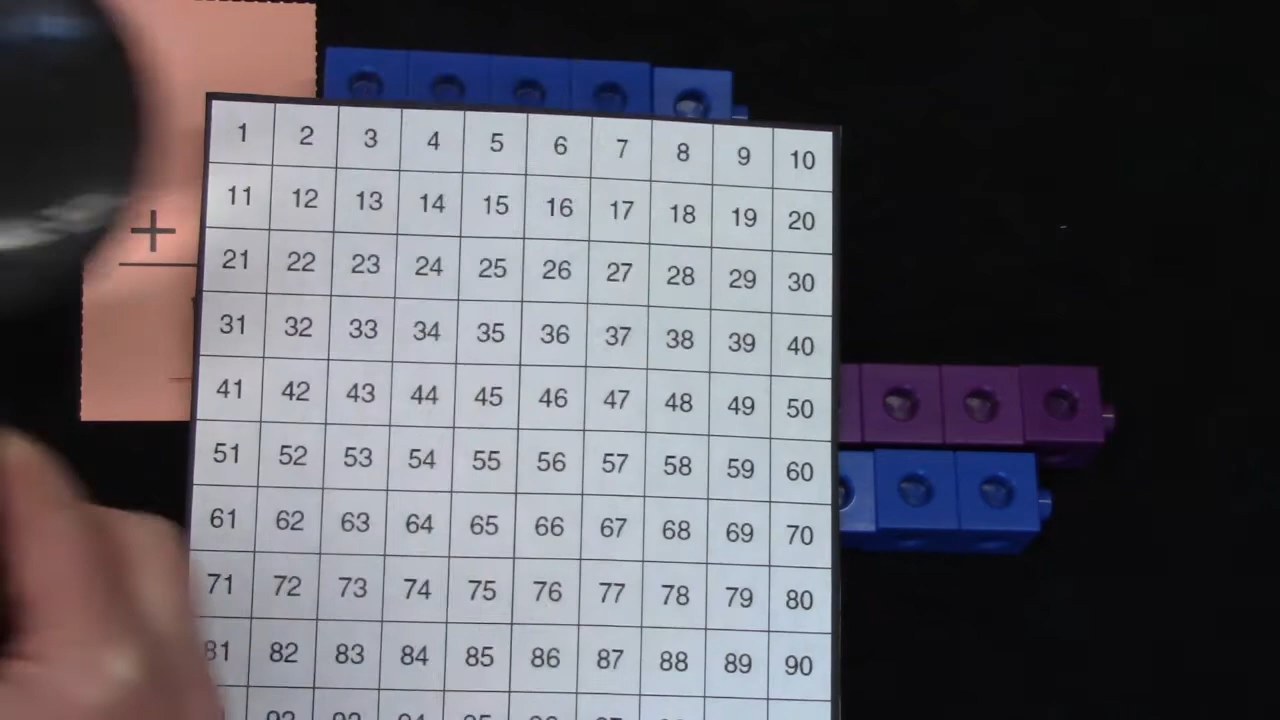 1 2 3 4 5 6 7 8 9 10
11 12 13 14 15 16 17 18 19 20
+
21 22 23 24 25 26 27 28 29 30
31 32 33 34 35 36 37 38 39 40
41 42 43 44 45 46 47 48 49 50
51 52 53 54 55 56 57 58 59 60
61 62 63 64 65 66 67 68 69 70
71 72 73 74 75 76 77 78 79 80
81 82 83 84 85 86 87 88 89 90